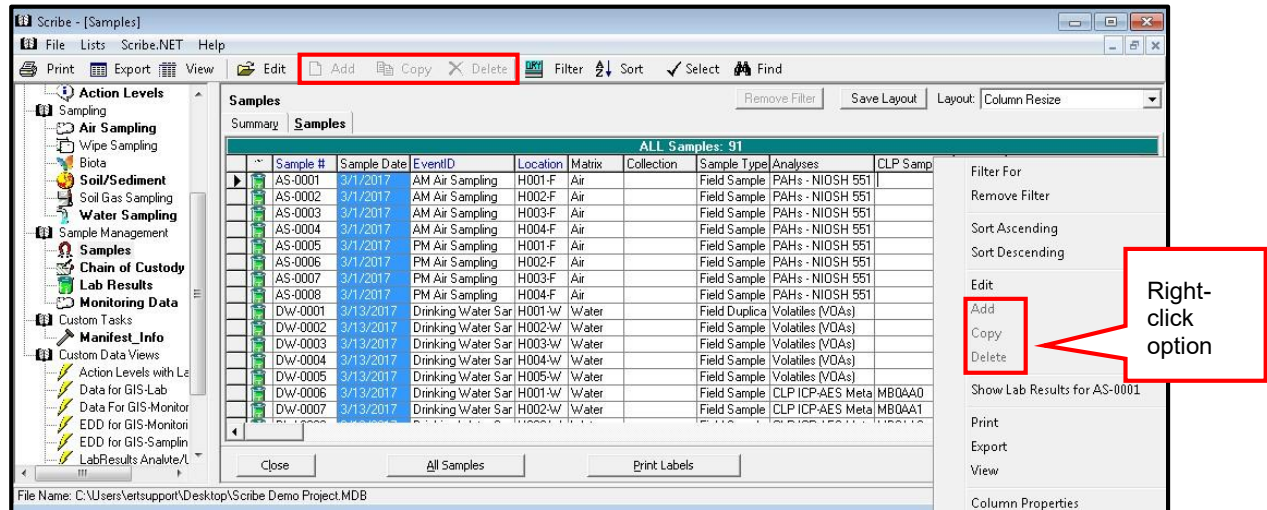 Scribe - [Samples]
File Lists Scribe.NET Help
Print Export View Edit Add Copy Delete Filter Sort Select Find
Action Levels
Sampling
Air Sampling
Wipe Sampling
Biota
Soil/Sediment
Soil Gas Sampling
Water Sampling
Sample Management
Samples
Chain of Custody
Lab Results
Monitoring Data
Custom Tasks
Manifest_Info
Custom Data Views
Action Levels with La
Data for GIS-Lab
Data For GIS-Monitor
EDD for GIS-Monitori
EDD for GIS-Samplin
LabResults Analyte/L
Samples Remove Filter Save Layout Layout: Column Resize
Summary Samples
ALL Samples: 91
Sample # Sample Date EventID Location Matrix Collection Sample Type Analyses CLP Samp
AS-0001 3/1/2017 AM Air Sampling H001-F Air Field Sample PAHs - NIOSH 551
AS-0002 3/1/2017 AM Air Sampling H002-F Air Field Sample PAHs - NIOSH 551
AS-0003 3/1/2017 AM Air Sampling H003-F Air Field Sample PAHs - NIOSH 551
AS-0004 3/1/2017 AM Air Sampling H004-F Air Field Sample PAHs - NIOSH 551
AS-0005 3/1/2017 PM Air Sampling H001-F Air Field Sample PAHs - NIOSH 551
AS-0006 3/1/2017 PM Air Sampling H002-F Air Field Sample PAHs - NIOSH 551
AS-0007 3/1/2017 PM Air Sampling H003-F Air Field Sample PAHs - NIOSH 551
AS-0008 3/1/2017 PM Air Sampling H004-F Air Field Sample PAHs - NIOSH 551
DW-0001 3/13/2017 Drinking Water Sar H001-W Water Field Duplica Volatiles (VOAs)
DW-0002 3/13/2017 Drinking Water Sar H002-W Water Field Sample Volatiles (VOAs)
DW-0003 3/13/2017 Drinking Water Sar H003-W Water Field Sample Volatiles (VOAs)
DW-0004 3/13/2017 Drinking Water Sar H004-W Water Field Sample Volatiles (VOAs)
DW-0005 3/13/2017 Drinking Water Sar H005-W Water Field Sample Volatiles (VOAs)
DW-0006 3/13/2017 Drinking Water Sar H001-W Water Field Sample CLP ICP-AES Meta MB0AA0
DW-0007 3/13/2017 Drinking Water Sar H002-W Water Field Sample CLP ICP-AES Meta MB0AA1
Close All Samples Print Labels
File Name: C:\Users\ertsupport\Desktop\Scribe Demo Project.MDB
Filter For
Remove Filter
Sort Ascending
Sort Descending
Edit
Add
Copy
Delete
Show Lab Results for AS-0001
Print
Export
View
Column Properties
Right-
click
option